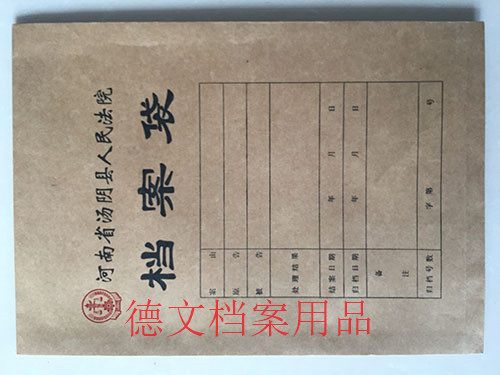 河南省汤阴县人民法院
档案袋
案由
原告
被告
处理结果
结案日期 年 月 日
归档日期 年 月 日
备注
归档号数 字第 号
德文档案用品